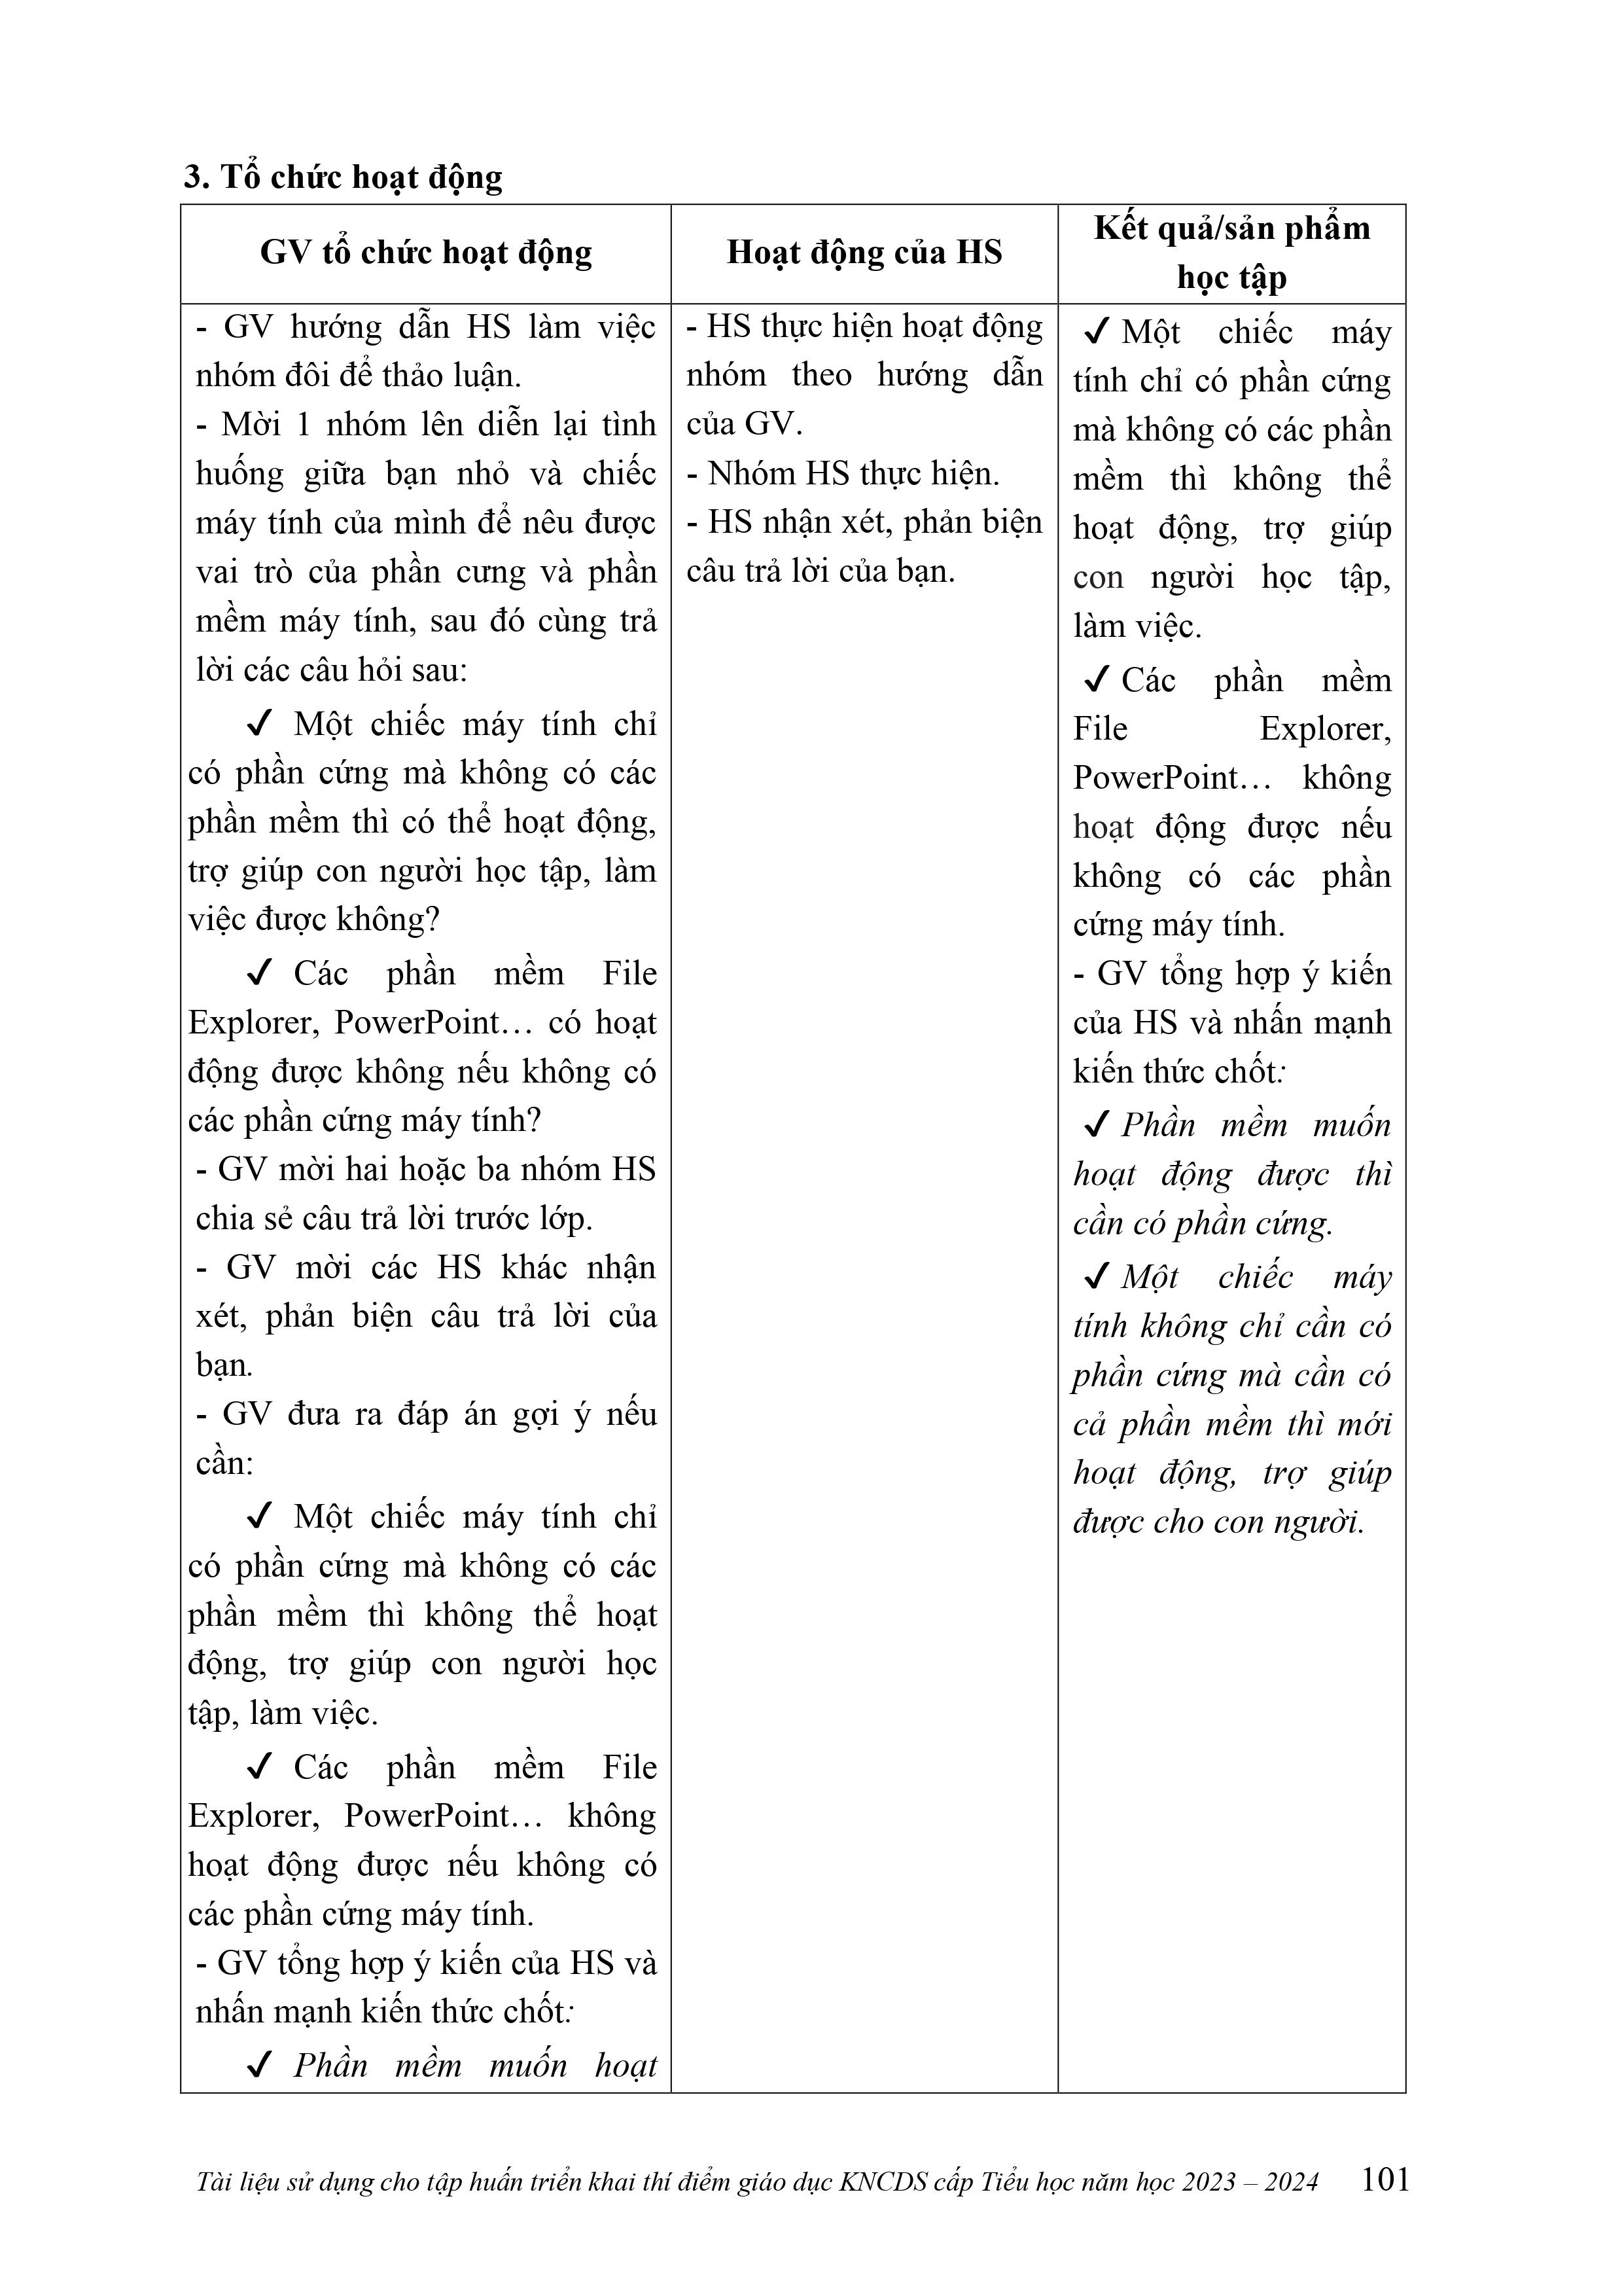 3. Tổ chức hoạt động
GV tổ chức hoạt động
Hoạt động của HS
Kết quả/sản phẩm
học tập
- GV hướng dẫn HS làm việc
nhóm đôi để thảo luận.
- Mời 1 nhóm lên diễn lại tình
huống giữa bạn nhỏ và chiếc
máy tính của mình để nêu được
vai trò của phần cưng và phần
mềm máy tính, sau đó cùng trả
lời các câu hỏi sau:
✔ Một chiếc máy tính chỉ
có phần cứng mà không có các
phần mềm thì có thể hoạt động,
trợ giúp con người học tập, làm
việc được không?
✔ Các phần mềm File
Explorer, PowerPoint… có hoạt
động được không nếu không có
các phần cứng máy tính?
- GV mời hai hoặc ba nhóm HS
chia sẻ câu trả lời trước lớp.
- GV mời các HS khác nhận
xét, phản biện câu trả lời của
bạn.
- GV đưa ra đáp án gợi ý nếu
cần:
✔ Một chiếc máy tính chỉ
có phần cứng mà không có các
phần mềm thì không thể hoạt
động, trợ giúp con người học
tập, làm việc.
✔ Các phần mềm File
Explorer, PowerPoint… không
hoạt động được nếu không có
các phần cứng máy tính.
- GV tổng hợp ý kiến của HS và
nhấn mạnh kiến thức chốt:
✔ Phần mềm muốn hoạt
- HS thực hiện hoạt động
nhóm theo hướng dẫn
của GV.
- Nhóm HS thực hiện.
- HS nhận xét, phản biện
câu trả lời của bạn.
✔ Một chiếc máy
tính chỉ có phần cứng
mà không có các phần
mềm thì không thể
hoạt động, trợ giúp
con người học tập,
làm việc.
✔ Các phần mềm
File Explorer,
PowerPoint… không
hoạt động được nếu
không có các phần
cứng máy tính.
- GV tổng hợp ý kiến
của HS và nhấn mạnh
kiến thức chốt:
✔ Phần mềm muốn
hoạt động được thì
cần có phần cứng.
✔ Một chiếc máy
tính không chỉ cần có
phần cứng mà cần có
cả phần mềm thì mới
hoạt động, trợ giúp
được cho con người.
Tài liệu sử dụng cho tập huấn triển khai thí điểm giáo dục KNCDS cấp Tiểu học năm học 2023 – 2024 101